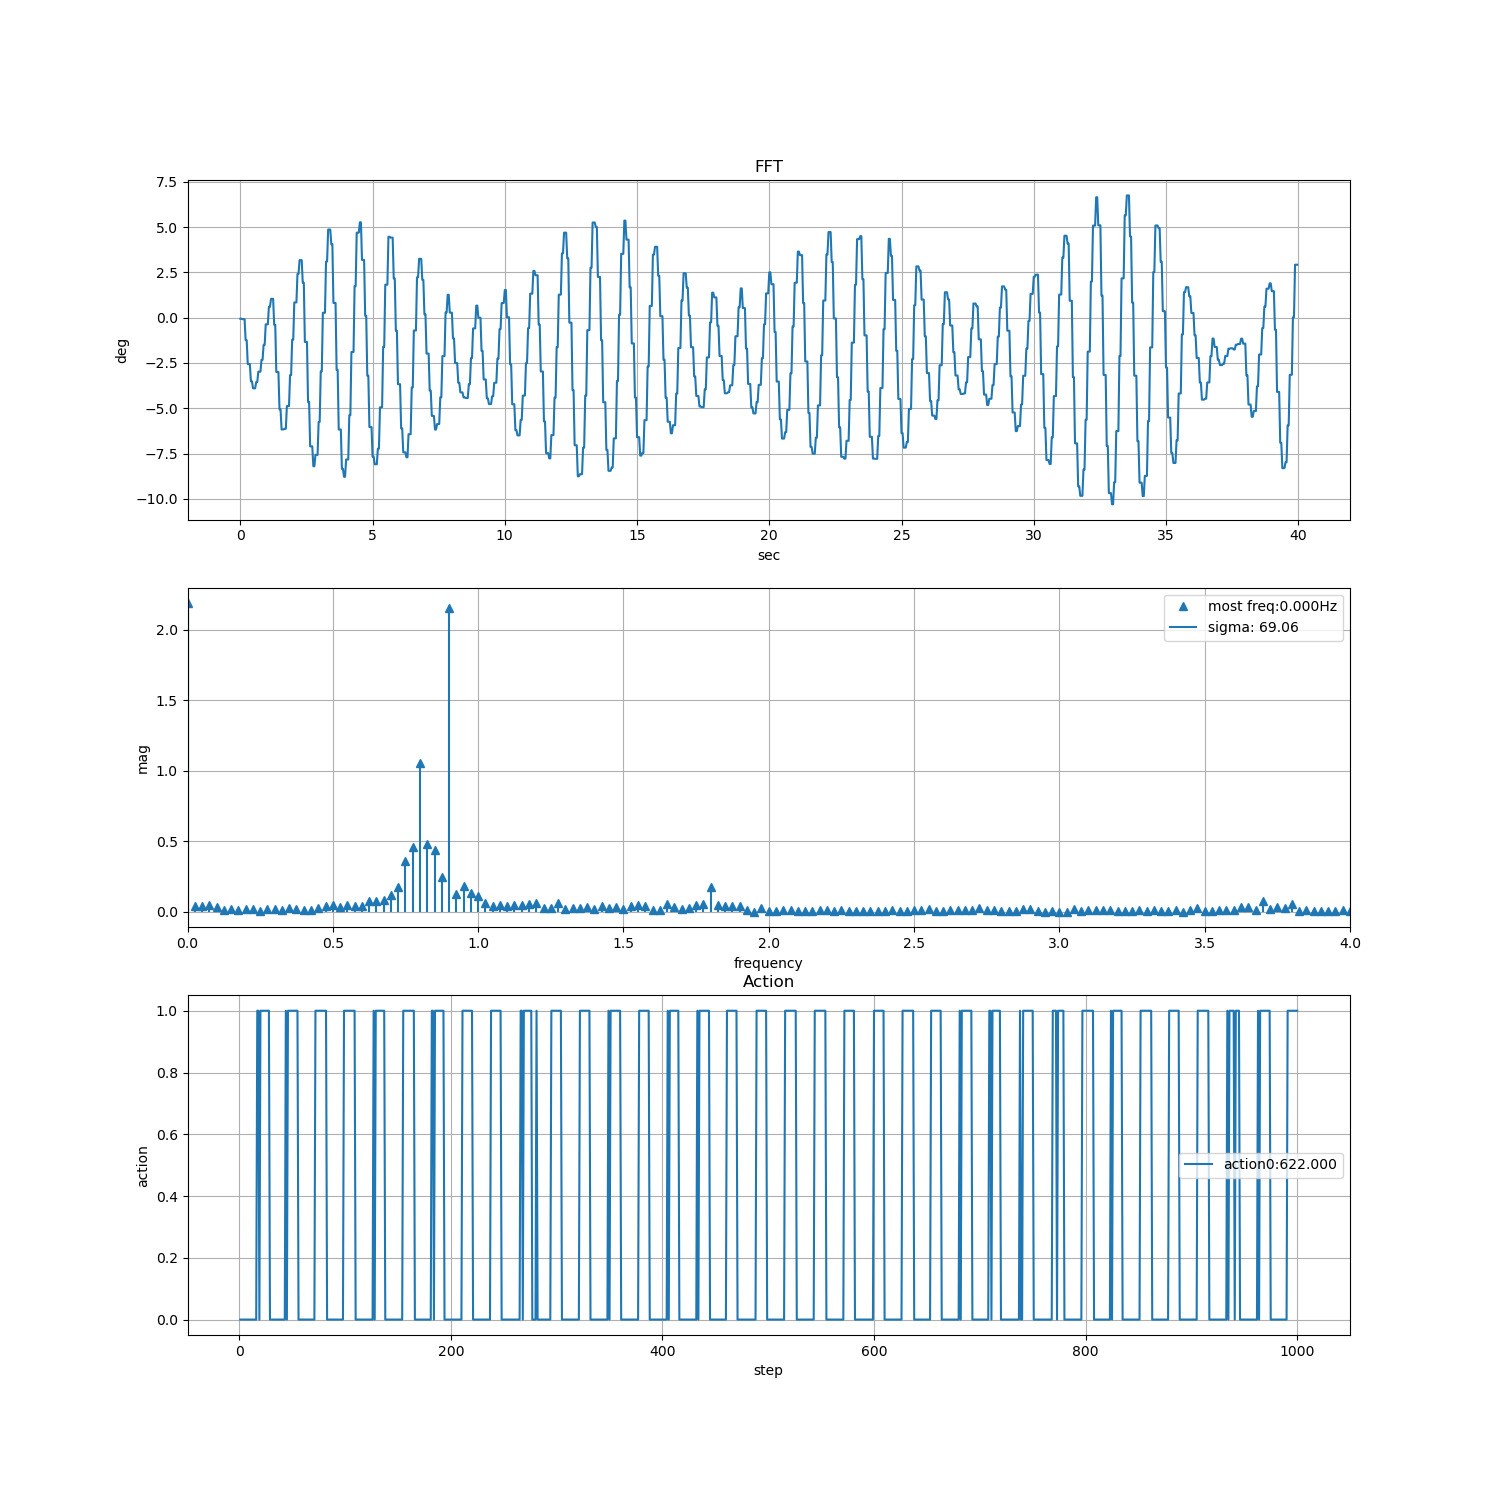 FFT
7.5
5.0
2.5
0.0
−2.5
−5.0
−7.5
−10.0
deg
0 5 10 15 20 25 30 35 40
sec
most freq:0.000Hz
sigma: 69.06
2.0
1.5
1.0
0.5
0.0
mag
0.0 0.5 1.0 1.5 2.0 2.5 3.0 3.5 4.0
frequency
Action
1.0
0.8
0.6
0.4
0.2
0.0
action
action0:622.000
0 200 400 600 800 1000
step